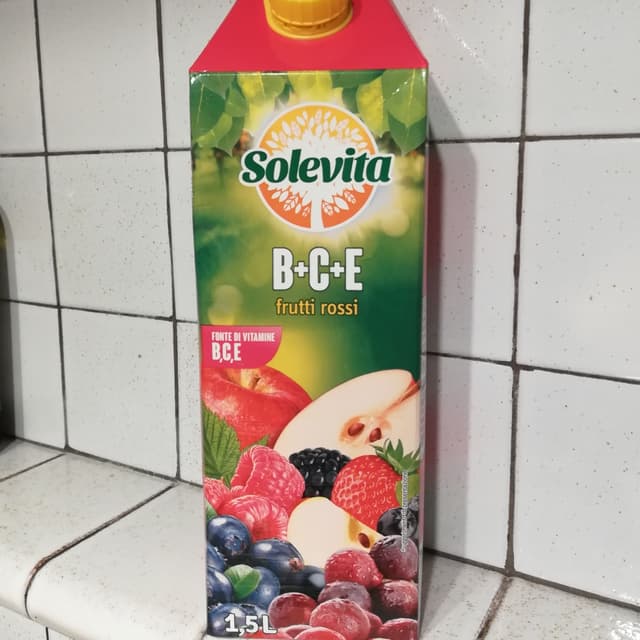 Solevita
B+C+E
frutti rossi
FONTE DI VITAMINE
B,C,E
1,5L